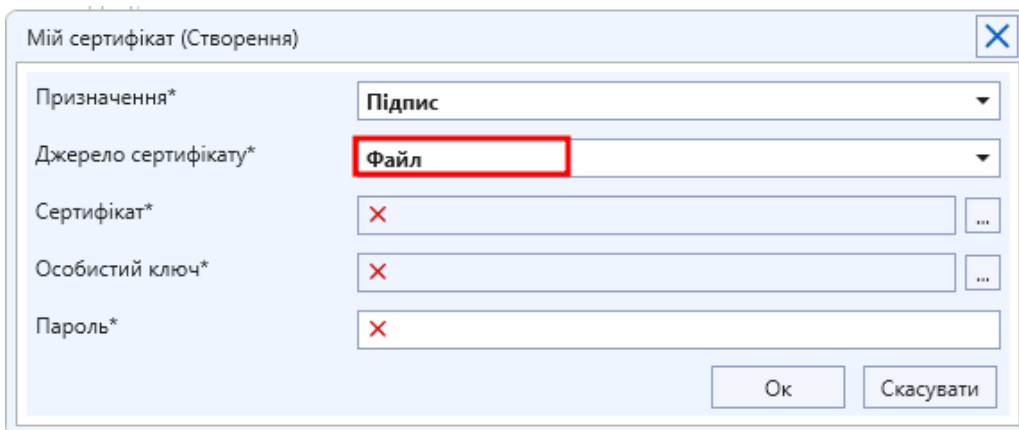 Мій сертифікат (Створення)
Призначення* Підпис
Джерело сертифікату* Файл
Сертифікат* ...
Особистий ключ* ...
Пароль*
Ок Скасувати